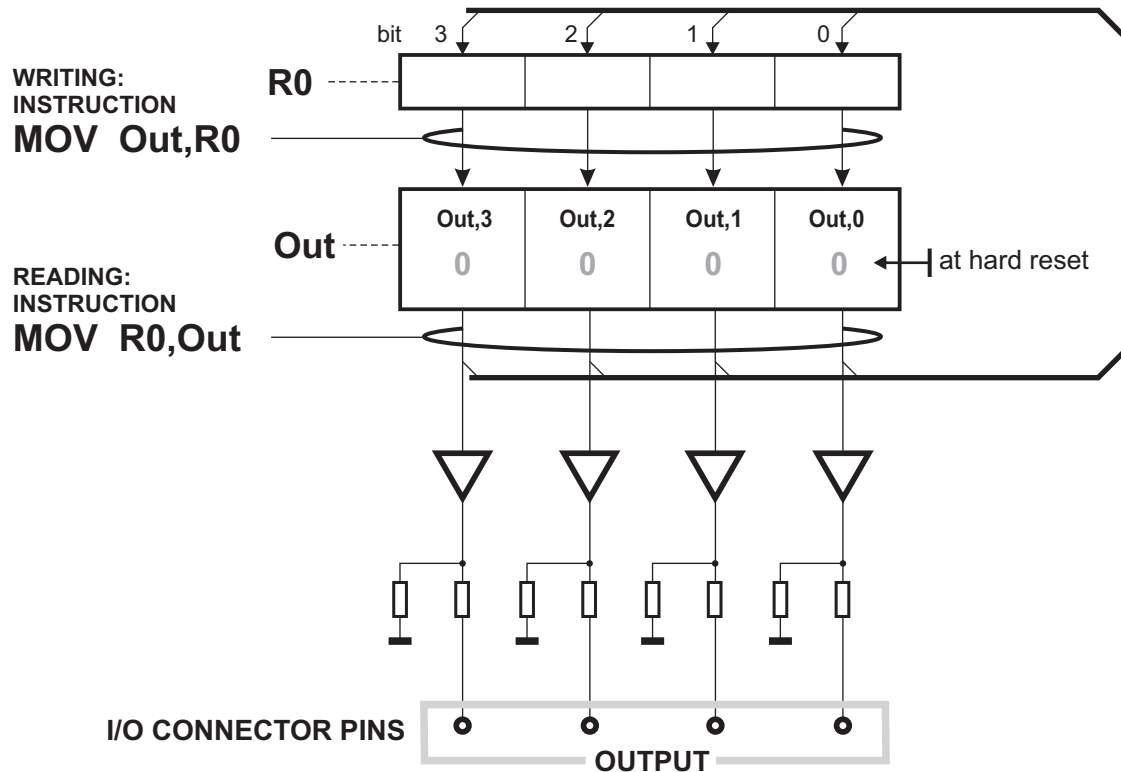 bit 3 2 1 0
WRITING:
INSTRUCTION
MOV Out,R0
R0
Out,3 Out,2 Out,1 Out,0
Out
0 0 0 0
at hard reset
READING:
INSTRUCTION
MOV R0,Out
I/O CONNECTOR PINS
OUTPUT